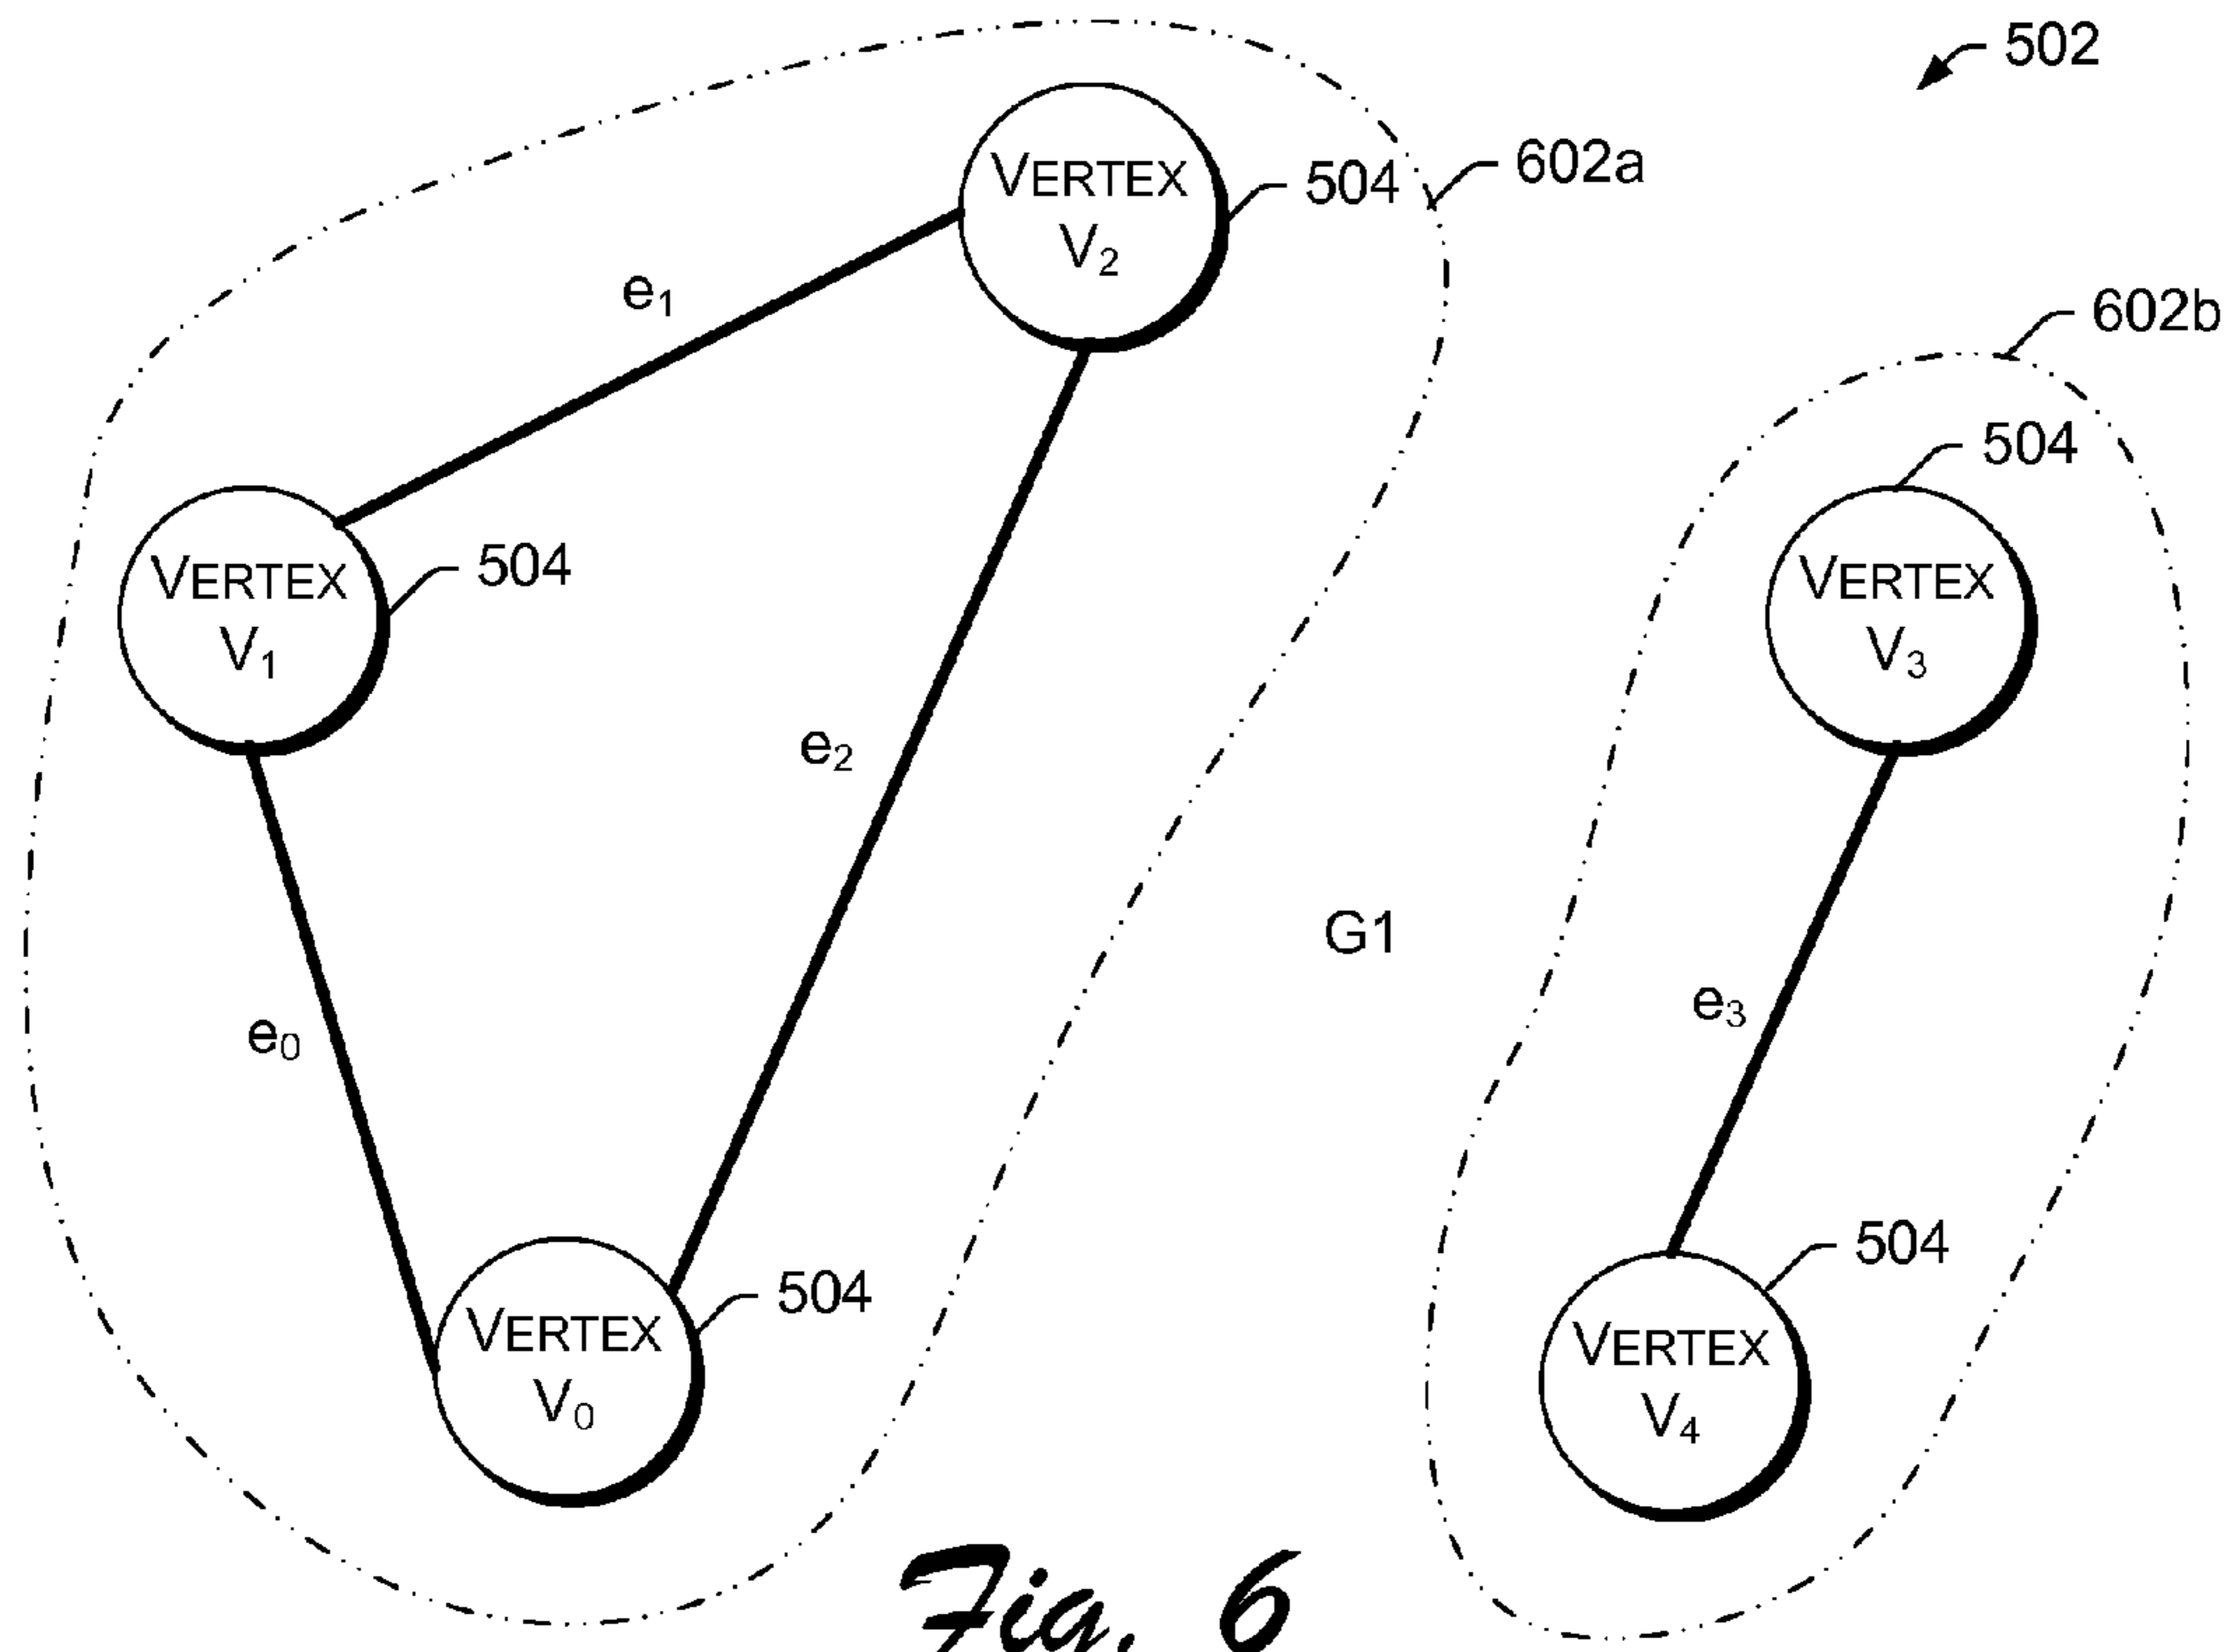 502
602a
VERTEX
V₂
504
e₁
602b
504
VERTEX
V₁
504
VERTEX
V₃
e₂
G1
e₃
e₀
504
VERTEX
V₀
504
VERTEX
V₄
Fig. 6